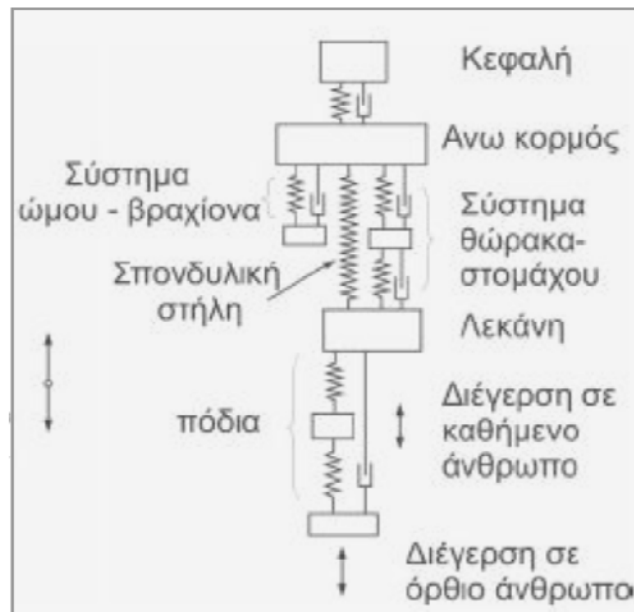 Κεφαλή
Ανω κορμός
Σύστημα
ώμου - βραχίονα
Σύστημα
θώρακα-
στομάχου
Σπονδυλική
στήλη
Λεκάνη
πόδια
Διέγερση σε
καθήμενο
άνθρωπο
Διέγερση σε
όρθιο άνθρωπο